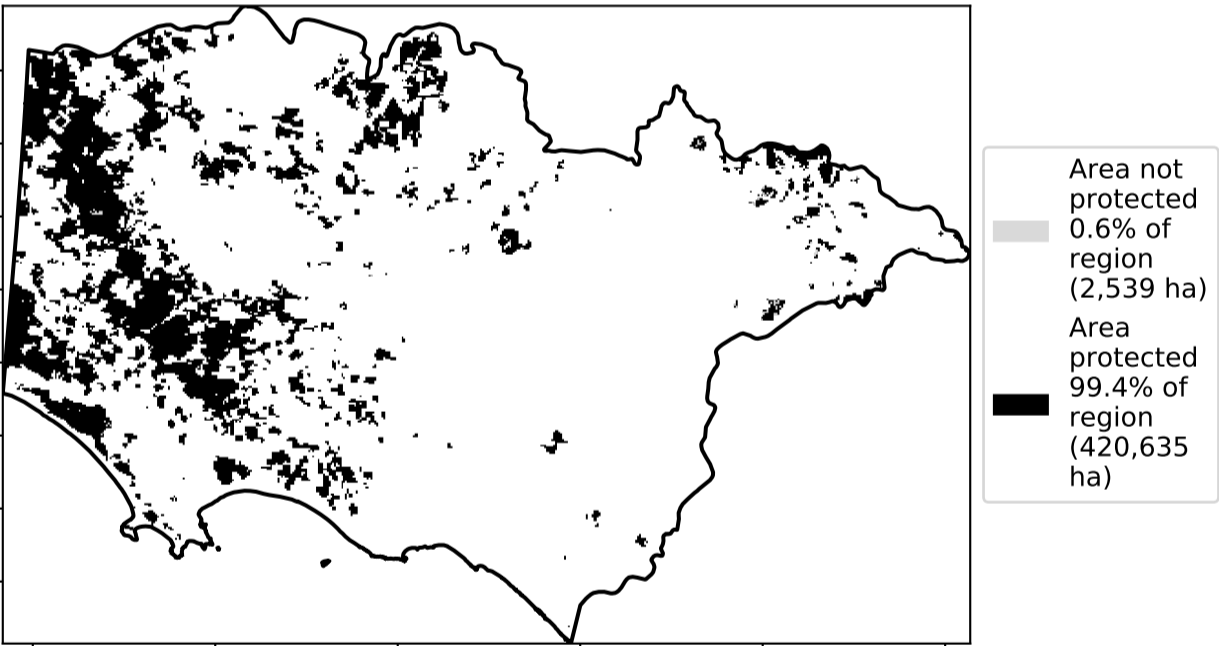 Area not
protected
0.6% of
region
(2,539 ha)
Area
protected
99.4% of
region
(420,635
ha)